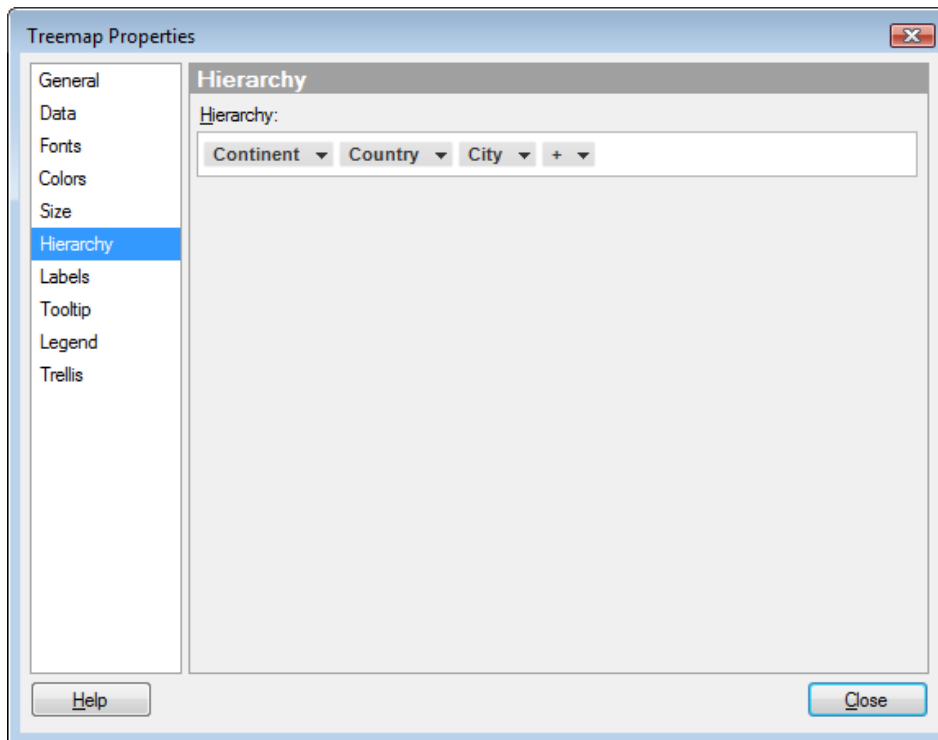 Treemap Properties
General
Data
Fonts
Colors
Size
Hierarchy
Labels
Tooltip
Legend
Trellis
Hierarchy
Hierarchy:
Continent Country City +
Help
Close